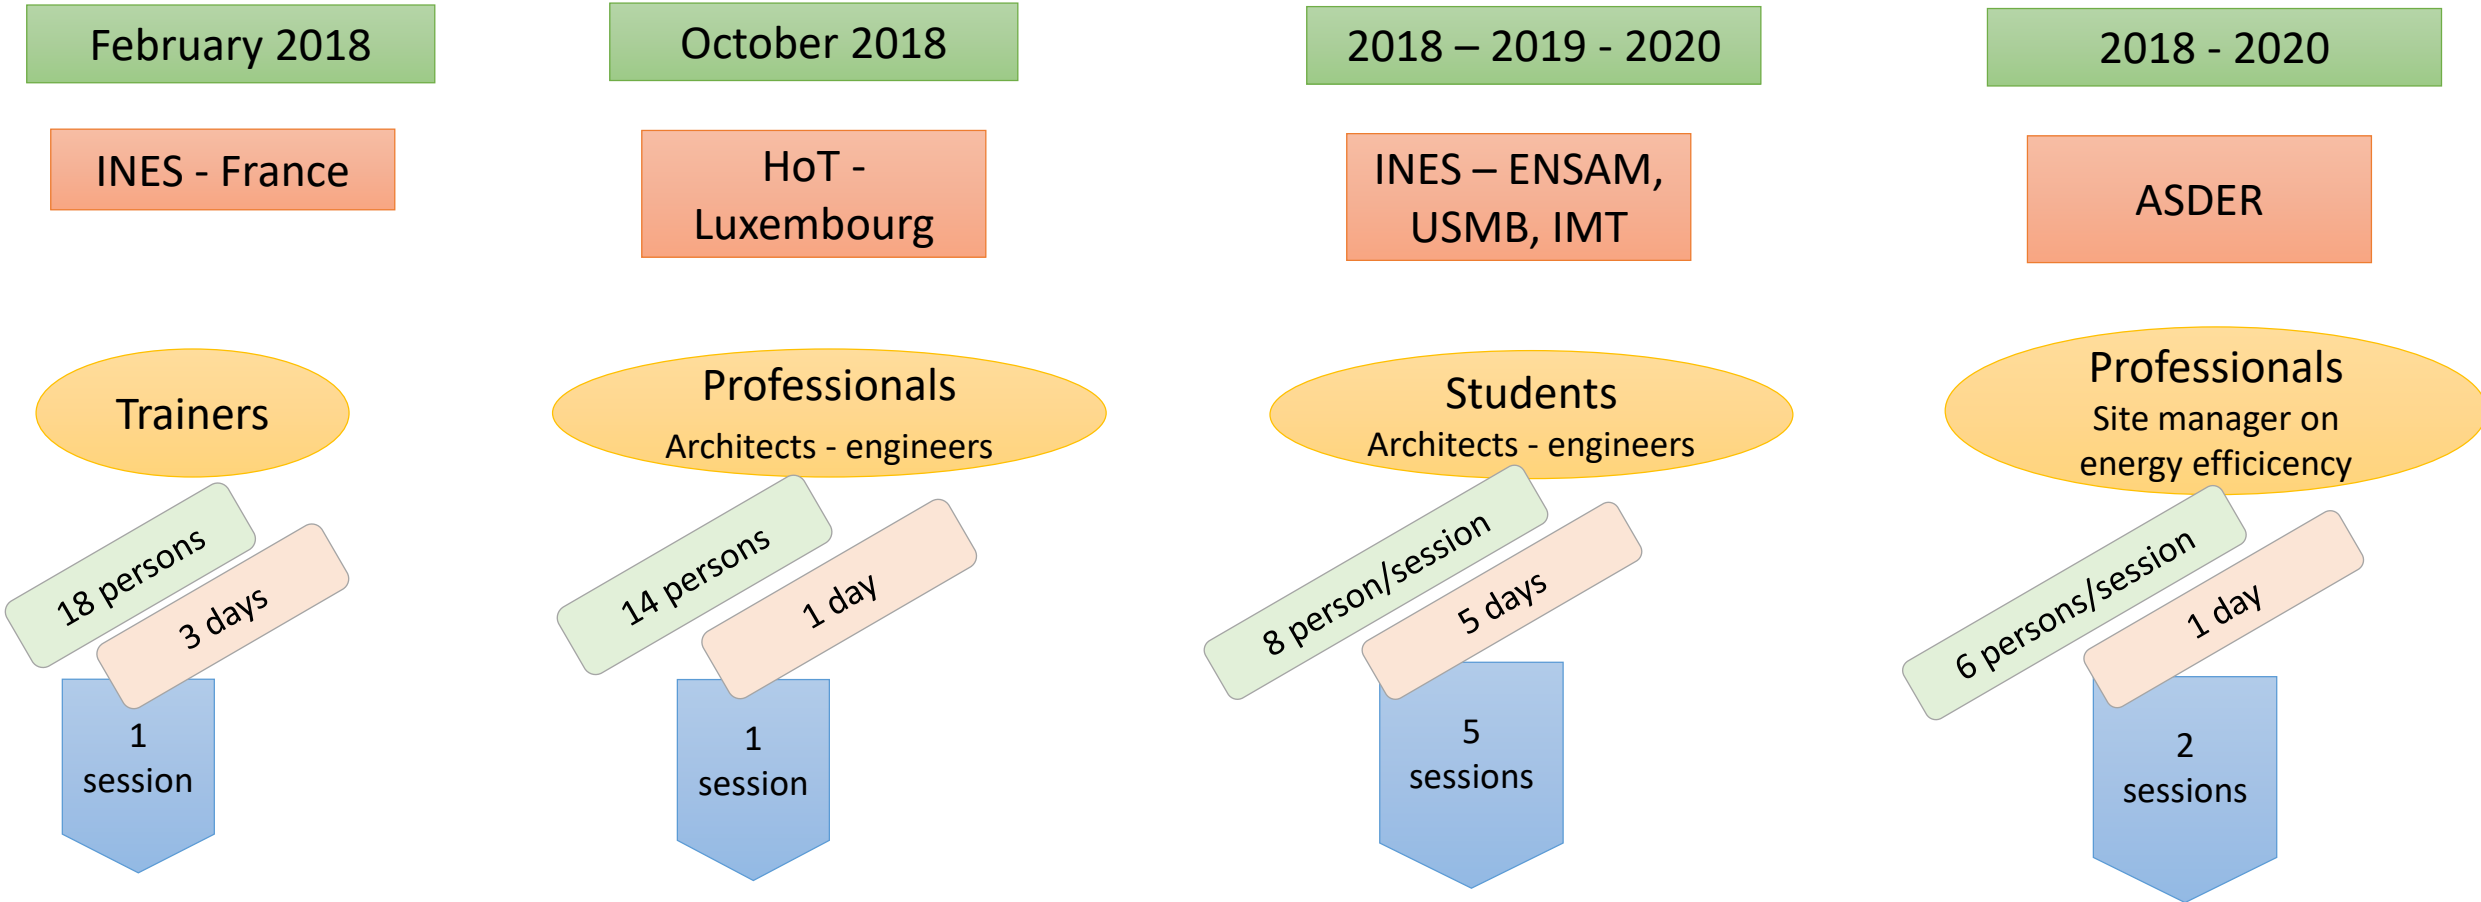 February 2018
INES - France
Trainers
18 persons
3 days
1
session
October 2018
HoT -
Luxembourg
Professionals
Architects - engineers
14 persons
1 day
1
session
2018 – 2019 - 2020
INES – ENSAM,
USMB, IMT
Students
Architects - engineers
8 person/session
5 days
5
sessions
2018 - 2020
ASDER
Professionals
Site manager on
energy efficicency
6 persons/session
1 day
2
sessions